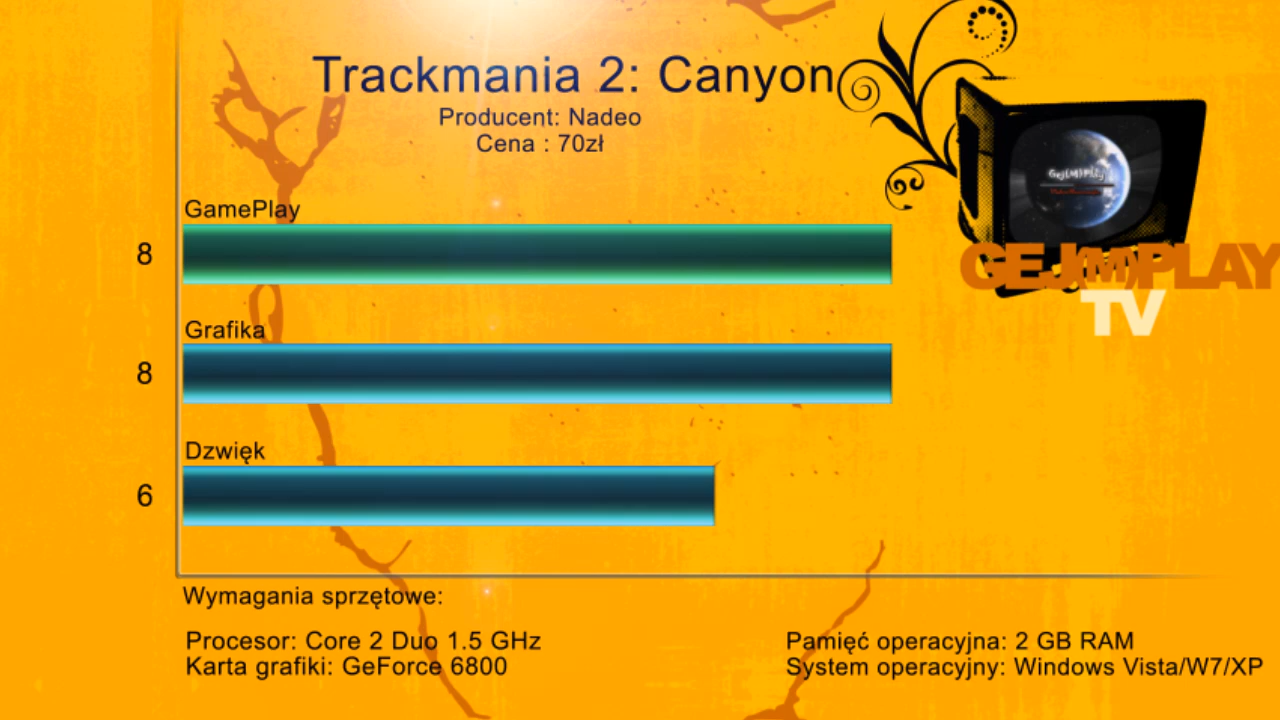 Trackmania 2: Canyon
Producent: Nadeo
Cena : 70zł
GamePlay
8
Grafika
8
Dzwięk
6
Gej(M)Play
GEJ(M)PLAY
TV
Wymagania sprzętowe:
Procesor: Core 2 Duo 1.5 GHz
Karta grafiki: GeForce 6800
Pamięć operacyjna: 2 GB RAM
System operacyjny: Windows Vista/W7/XP